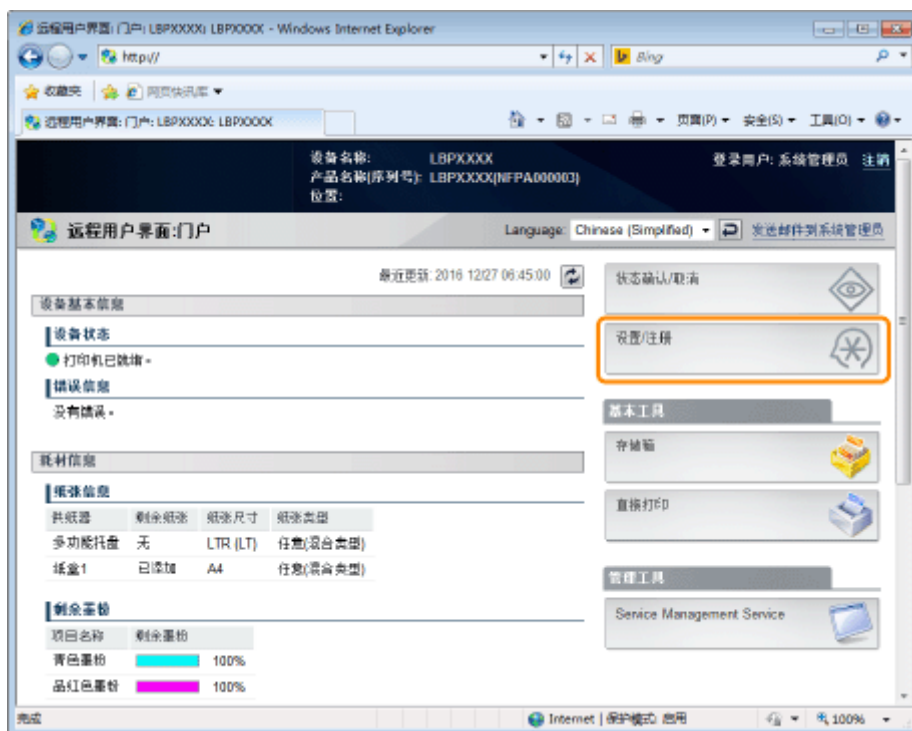 远程用户界面: 门户: LBPXXXX: LBPXXXX - Windows Internet Explorer
http://
Bing
收藏夹 网页快讯库
远程用户界面: 门户: LBPXXXX: LBPXXXX
页面(P) 安全(S) 工具(O)
设备名称: LBPXXXX
产品名称(序列号): LBPXXXX(NFPA000003)
位置:
登录用户: 系统管理员 注销
远程用户界面:门户
Language: Chinese (Simplified) 发送邮件到系统管理员
最近更新: 2016 12/27 06:45:00
设备基本信息
设备状态
打印机已就绪。
错误信息
没有错误。
耗材信息
纸张信息
供纸器 剩余纸张 纸张尺寸 纸张类型
多功能托盘 无 LTR (LT) 任意(混合类型)
纸盒1 已添加 A4 任意(混合类型)
剩余墨粉
项目名称 剩余墨粉
青色墨粉 100%
品红色墨粉 100%
状态确认/取消
设置/注册
基本工具
存储箱
直接打印
管理工具
Service Management Service
完成
Internet | 保护模式: 启用
100%